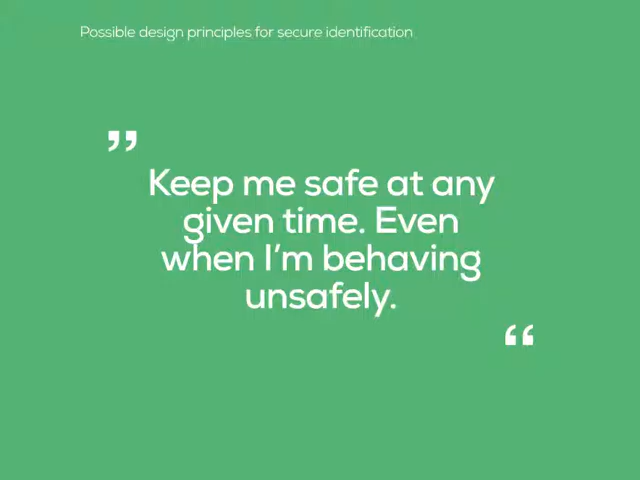 Possible design principles for secure identification
”
Keep me safe at any
given time. Even
when I’m behaving
unsafely.
“